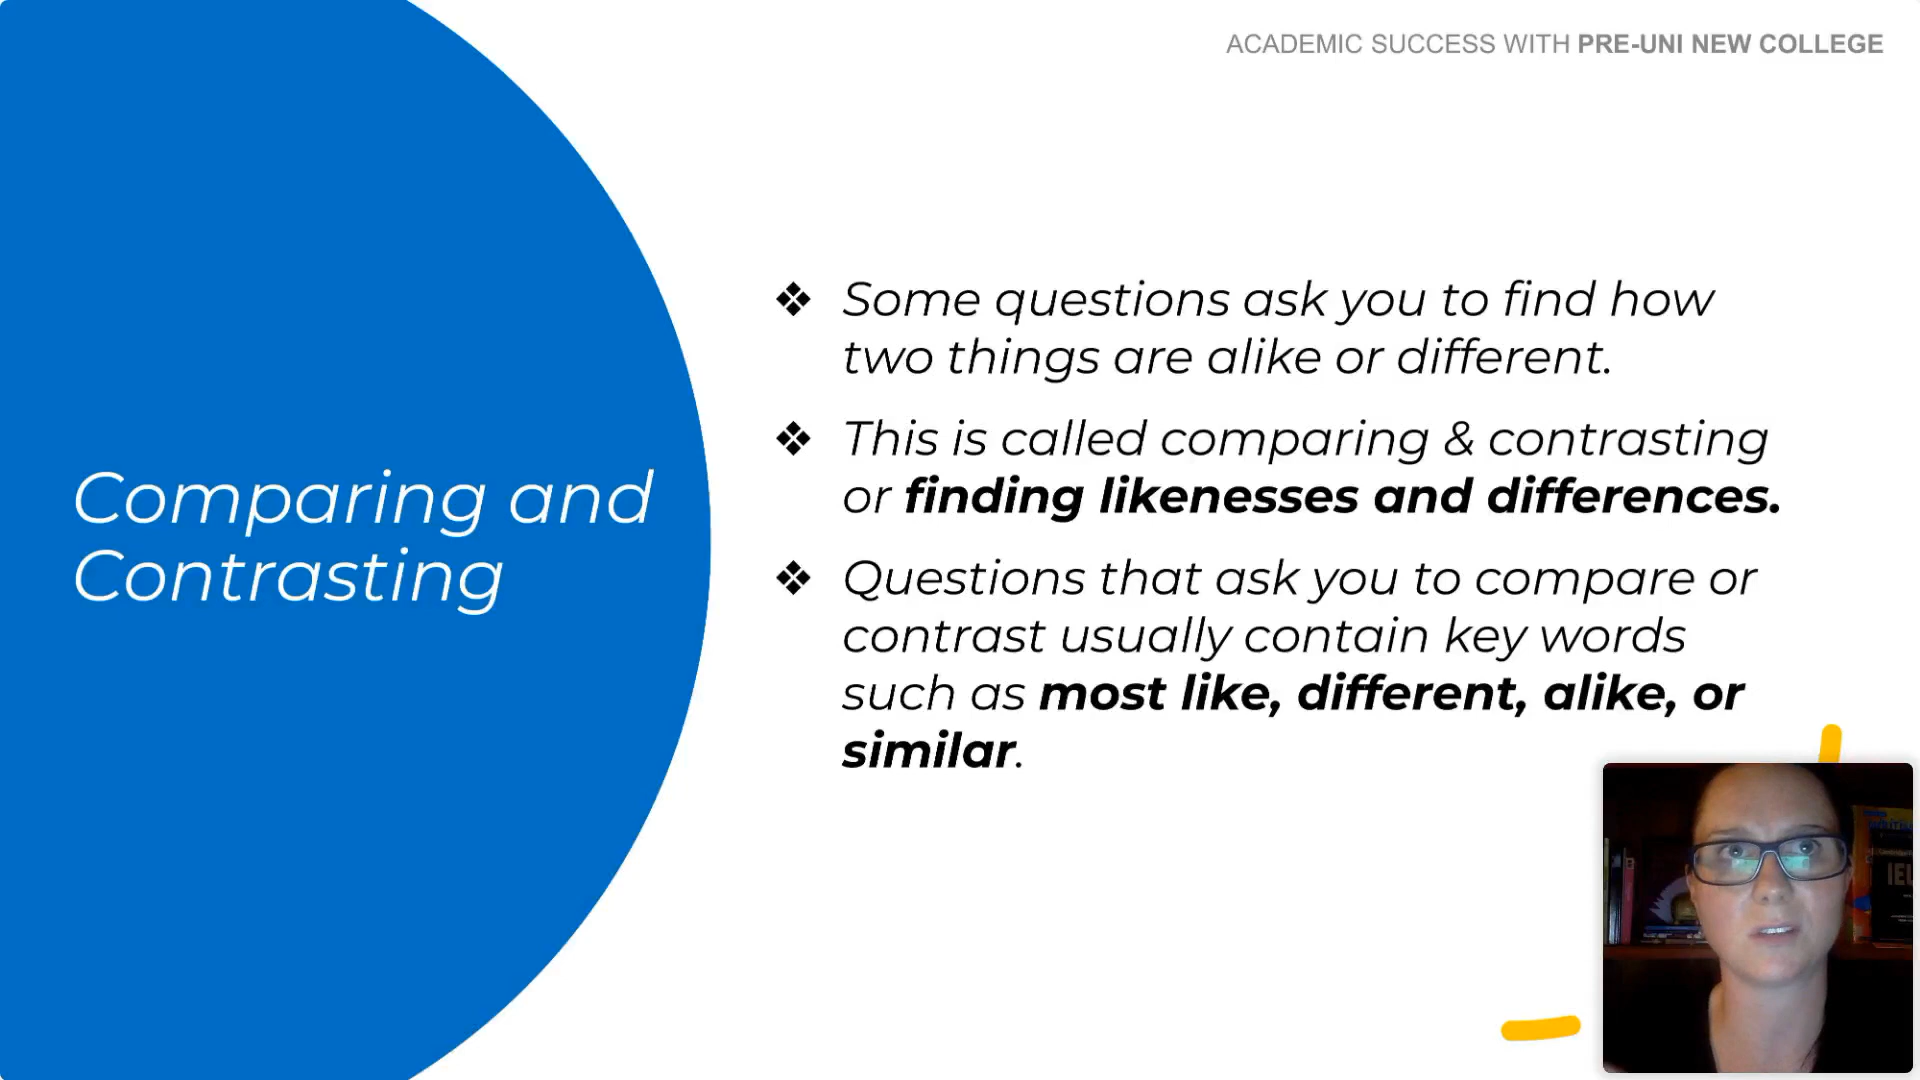 ACADEMIC SUCCESS WITH PRE-UNI NEW COLLEGE
Comparing and
Contrasting
❖ Some questions ask you to find how
two things are alike or different.
❖ This is called comparing & contrasting
or finding likenesses and differences.
❖ Questions that ask you to compare or
contrast usually contain key words
such as most like, different, alike, or
similar.